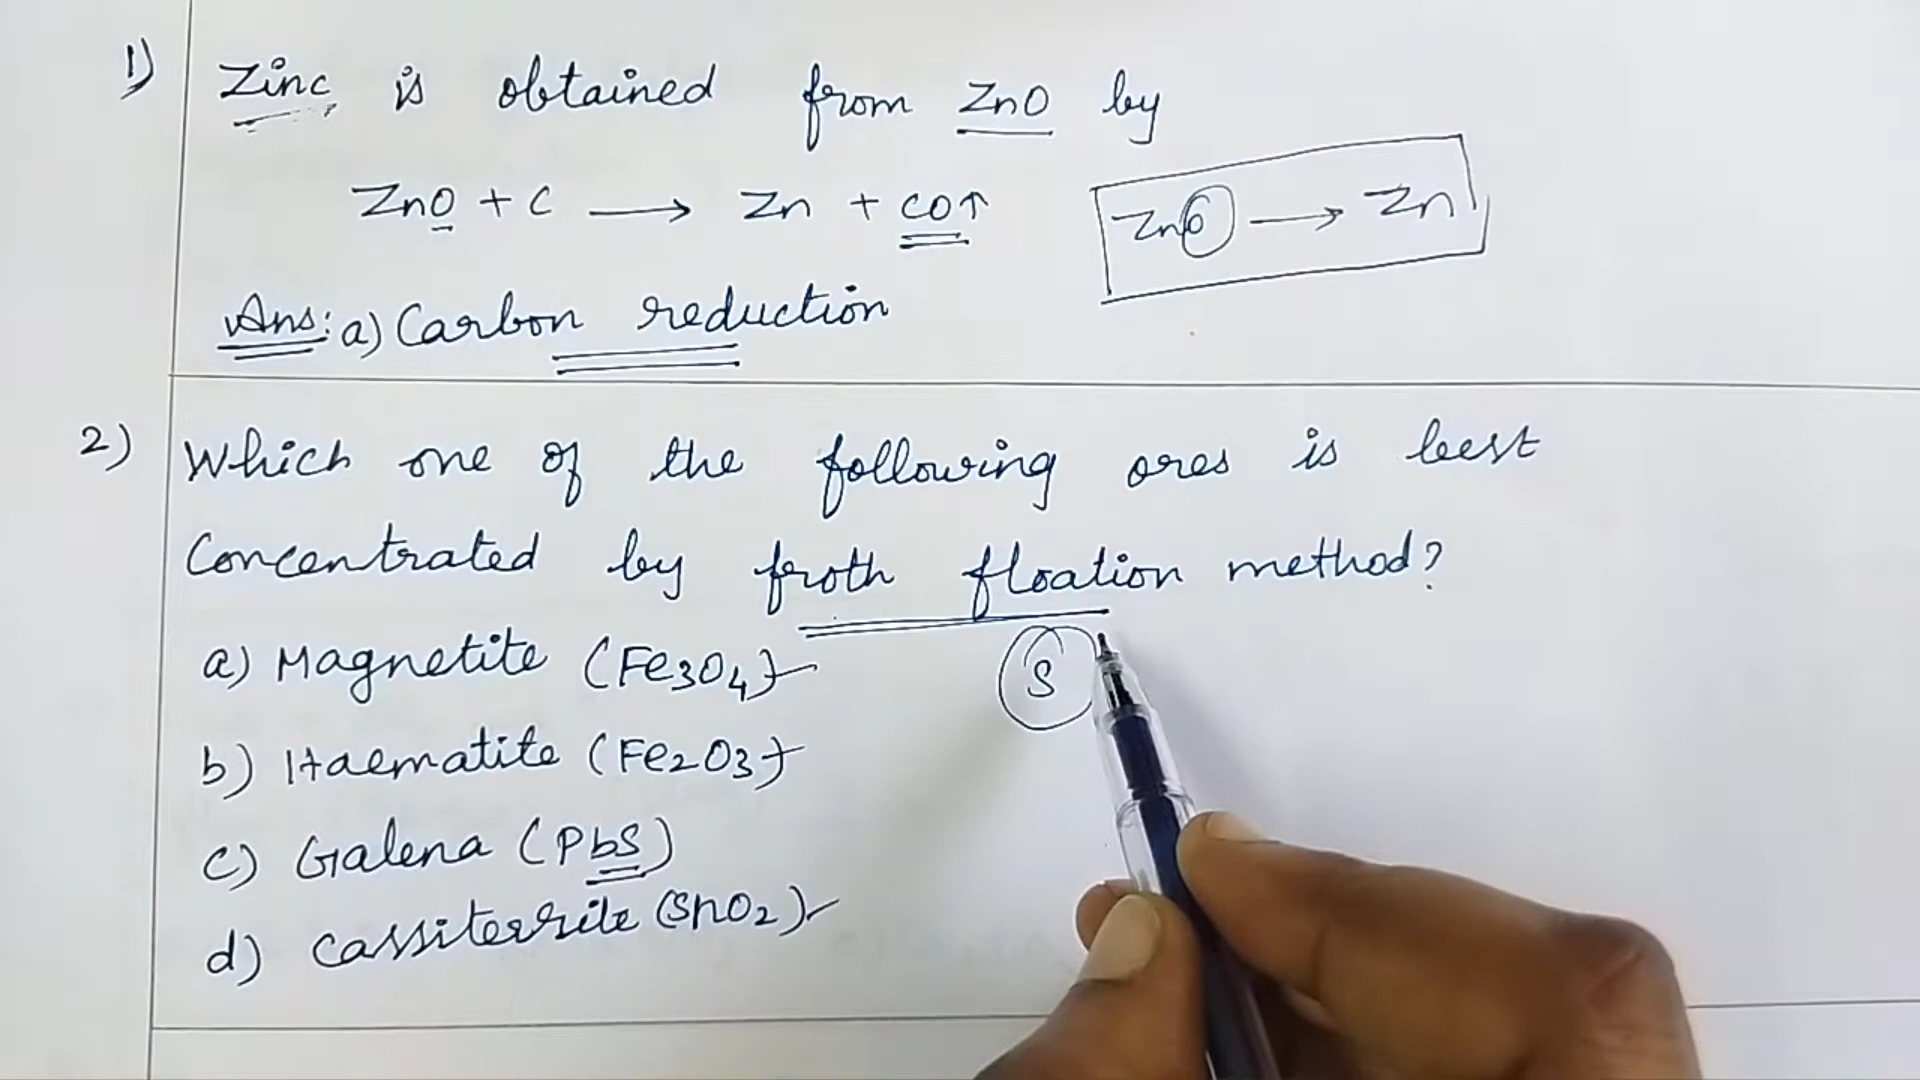 1) Zinc is obtained from ZnO by
ZnO + C ⟶ Zn + CO↑
ZnO ⟶ Zn
Ans: a) Carbon reduction
2) Which one of the following ores is best
Concentrated by froth floation method?
S
a) Magnetite (Fe3O4)
b) Haematite (Fe2O3)
c) Galena (PbS)
d) Cassiterrite (SnO2)